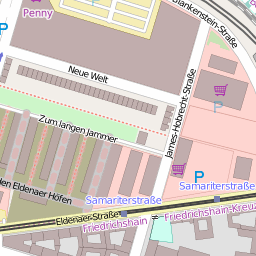 Penny
Blankenstein-Straße
Neue Welt
P
James-Hobrecht-Straße
Zum langen Jammer
P
P
den Eldenaer Höfen
Samariterstraße
Samariterstraße
Eldenaer Straße
Friedrichshain
Friedrichshain-Kreuz